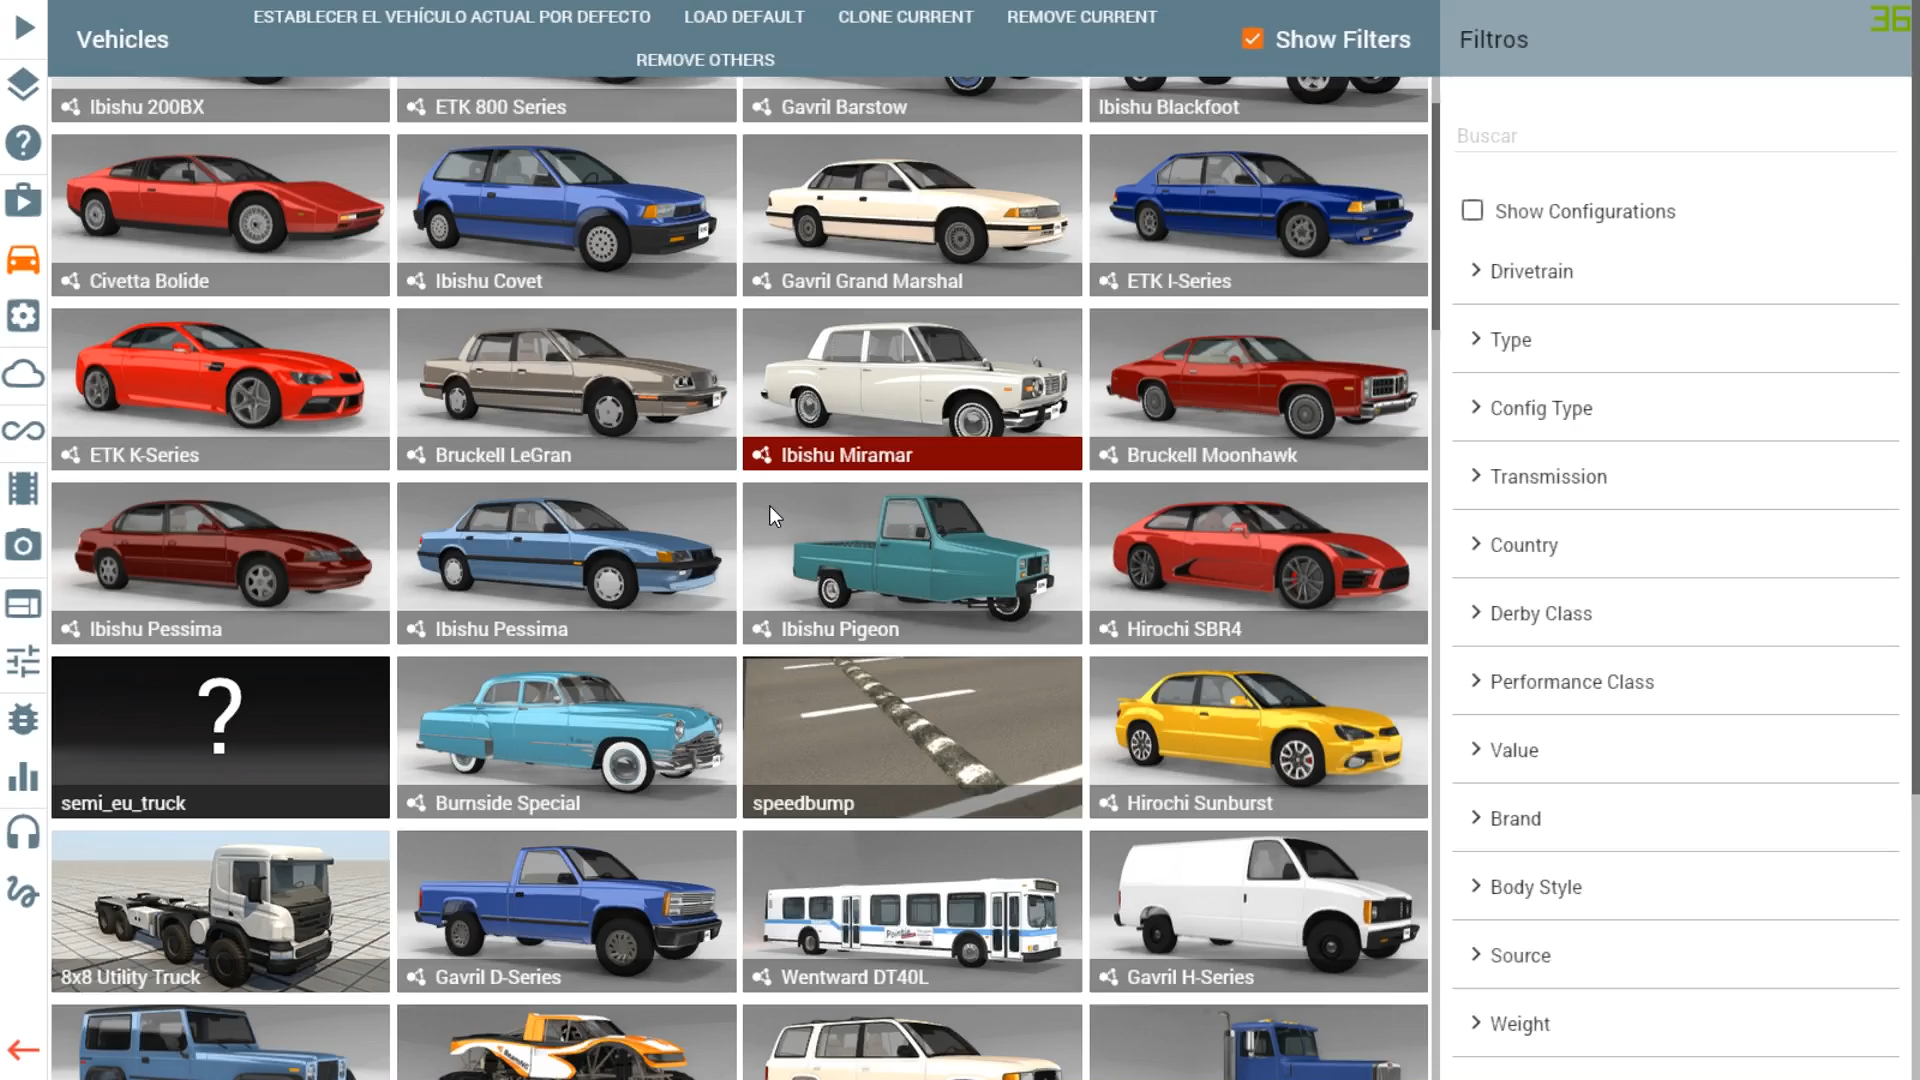 ESTABLECER EL VEHÍCULO ACTUAL POR DEFECTO LOAD DEFAULT CLONE CURRENT REMOVE CURRENT
Vehicles
REMOVE OTHERS
Show Filters
Filtros
36
Ibishu 200BX
ETK 800 Series
Gavril Barstow
Ibishu Blackfoot
Civetta Bolide
Ibishu Covet
Gavril Grand Marshal
ETK I-Series
ETK K-Series
Bruckell LeGran
Ibishu Miramar
Bruckell Moonhawk
Ibishu Pessima
Ibishu Pessima
Ibishu Pigeon
Hirochi SBR4
?
semi_eu_truck
Burnside Special
speedbump
Hirochi Sunburst
8x8 Utility Truck
Gavril D-Series
Wentward DT40L
Gavril H-Series
Buscar
Show Configurations
Drivetrain
Type
Config Type
Transmission
Country
Derby Class
Performance Class
Value
Brand
Body Style
Source
Weight